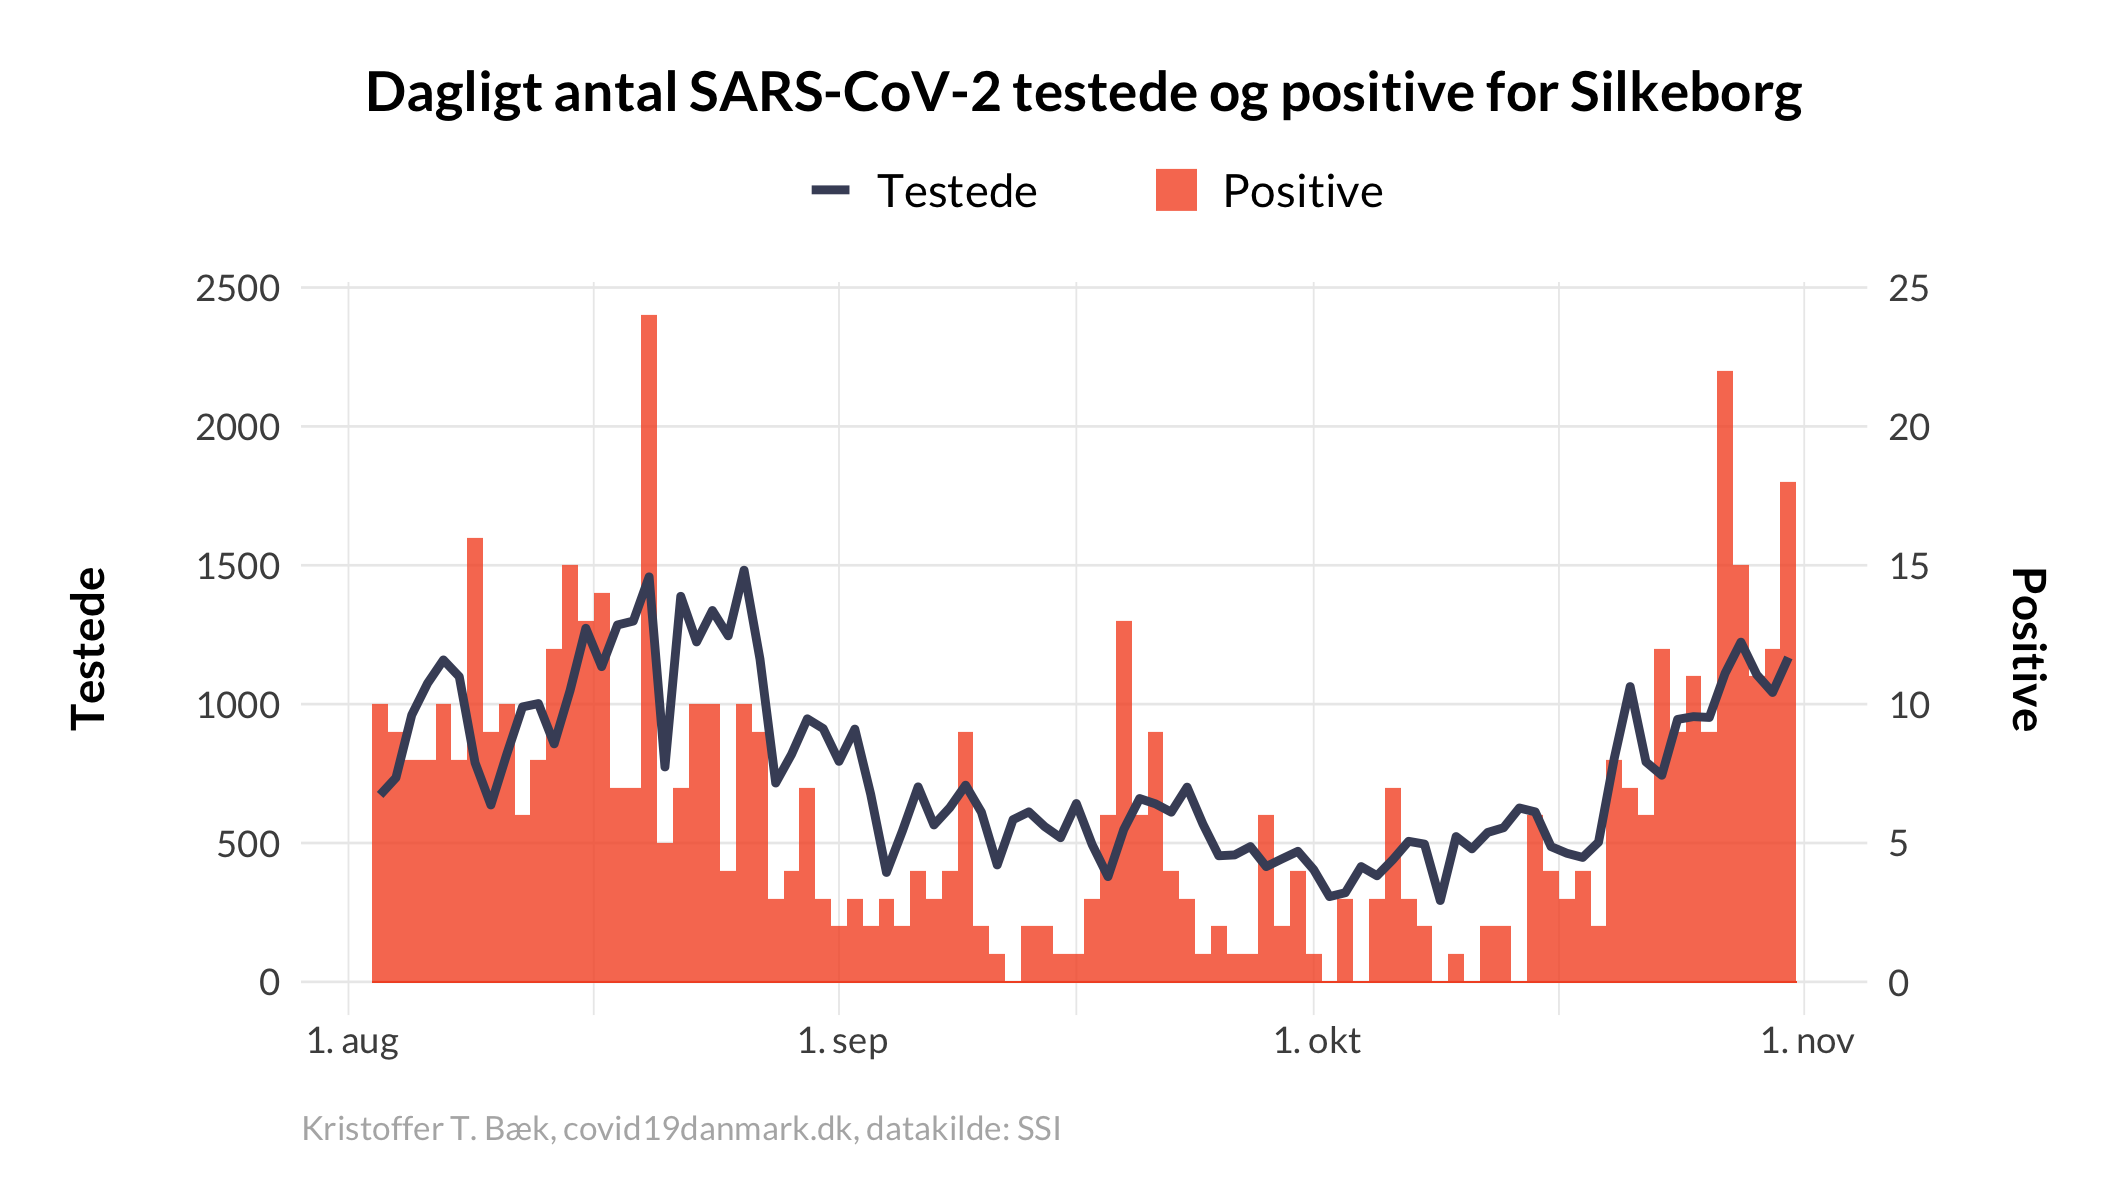 Dagligt antal SARS-CoV-2 testede og positive for Silkeborg
Testede
Positive
2500
2000
1500
1000
500
0
25
20
15
10
5
0
Testede
Positive
1. aug
1. sep
1. okt
1. nov
Kristoffer T. Bæk, covid19danmark.dk, datakilde: SSI